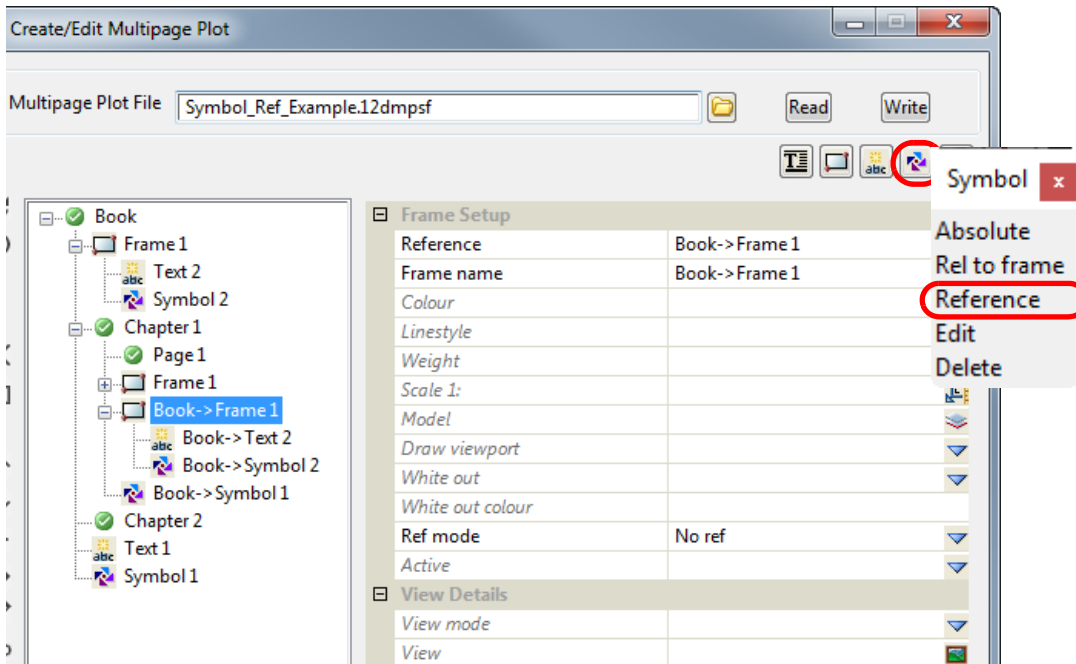 Create/Edit Multipage Plot
Multipage Plot File Symbol_Ref_Example.12dmpsf Read Write
T abc
Symbol x
Absolute
Rel to frame
Reference
Edit
Delete
Book
Frame 1
abc Text 2
Symbol 2
Chapter 1
Page 1
Frame 1
Book->Frame 1
abc Book->Text 2
Book->Symbol 2
Book->Symbol 1
Chapter 2
abc Text 1
Symbol 1
Frame Setup
Reference Book->Frame 1
Frame name Book->Frame 1
Colour
Linestyle
Weight
Scale 1:
Model
Draw viewport
White out
White out colour
Ref mode No ref
Active
View Details
View mode
View